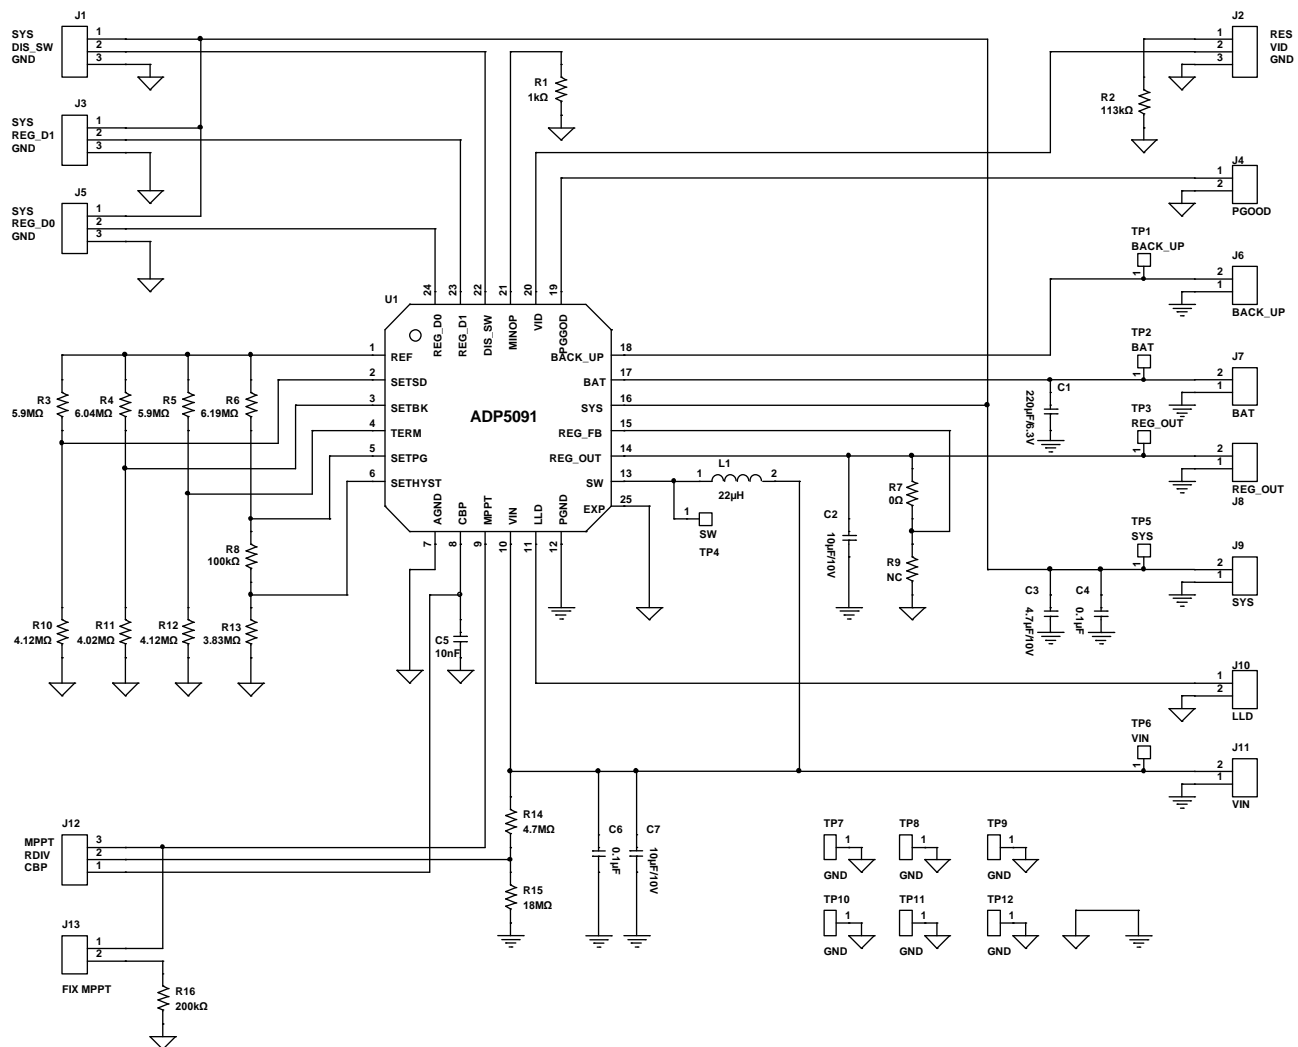 J1
SYS 1
DIS_SW 2
GND 3
J3
SYS 1
REG_D1 2
GND 3
J5
SYS 1
REG_D0 2
GND 3
R1
1kΩ
J2
1 RES
2 VID
3 GND
R2
113kΩ
J4
1
2
PGOOD
TP1
BACK_UP
1
J6
2
1
BACK_UP
TP2
BAT
1
J7
2
1
BAT
TP3
REG_OUT
1
2
1
REG_OUT
J8
TP5
SYS
1
J9
2
1
SYS
J10
1
2
LLD
TP6
VIN
1
J11
2
1
VIN
U1
24 23 22 21 20 19
REG_D0 REG_D1 DIS_SW MINOP VID PGGOD
1 REF
2 SETSD
3 SETBK
4 TERM
5 SETPG
6 SETHYST
ADP5091
BACK_UP 18
BAT 17
SYS 16
REG_FB 15
REG_OUT 14
SW 13
EXP 25
AGND CBP MPPT VIN LLD PGND
7 8 9 10 11 12
R3
5.9MΩ
R4
6.04MΩ
R5
5.9MΩ
R6
6.19MΩ
R8
100kΩ
R10
4.12MΩ
R11
4.02MΩ
R12
4.12MΩ
R13
3.83MΩ
C5
10nF
1 L1 2
22µH
1
SW
TP4
C1
220µF/6.3V
C2
10µF/10V
R7
0Ω
R9
NC
C3
4.7µF/10V
C4
0.1µF
J12
MPPT 3
RDIV 2
CBP 1
J13
1
2
FIX MPPT
R16
200kΩ
R14
4.7MΩ
R15
18MΩ
C6
0.1µF
C7
10µF/10V
TP7
1
GND
TP8
1
GND
TP9
1
GND
TP10
1
GND
TP11
1
GND
TP12
1
GND